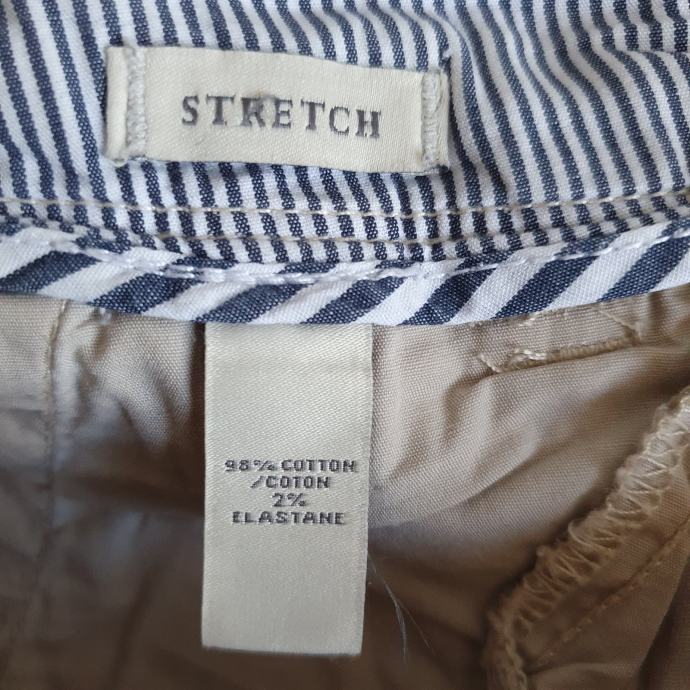 STRETCH
98% COTTON
/COTON
2%
ELASTANE